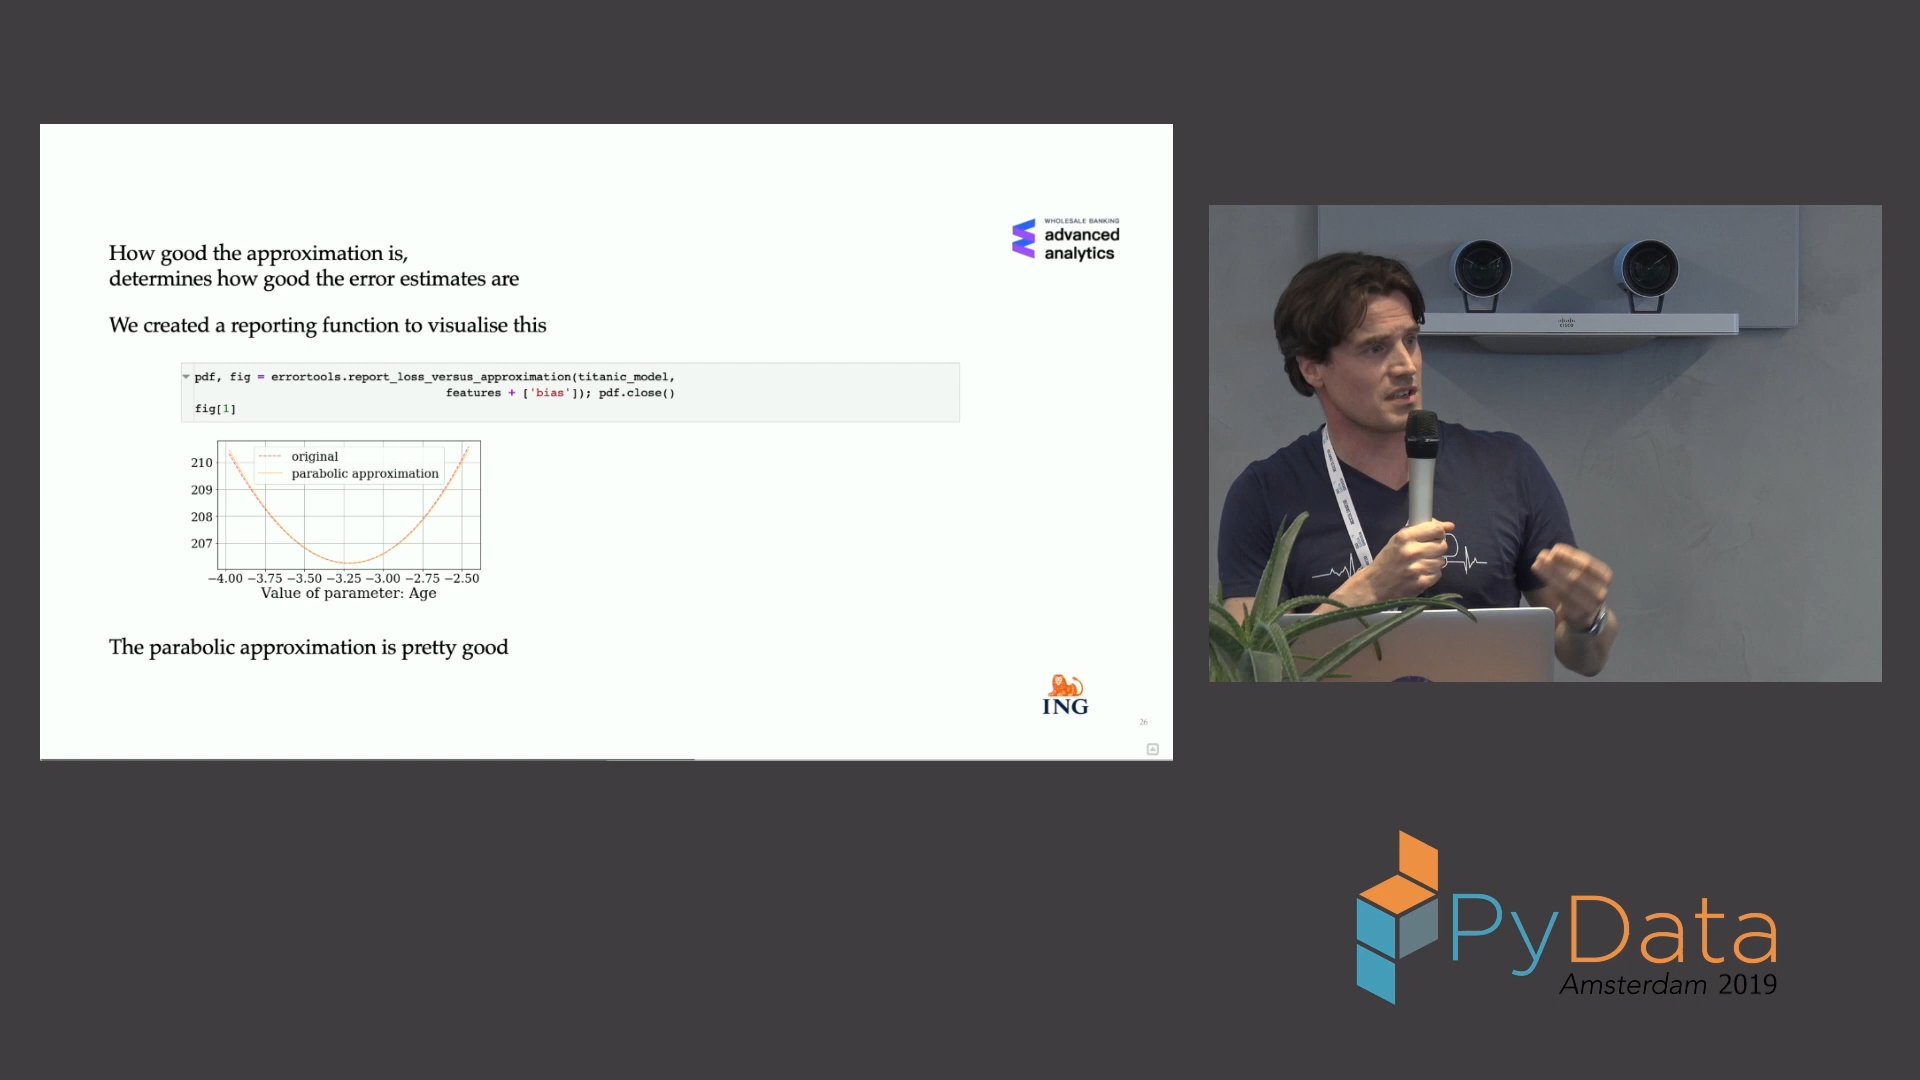 WHOLESALE BANKING
advanced
analytics
How good the approximation is,
determines how good the error estimates are
We created a reporting function to visualise this
pdf, fig = errortools.report_loss_versus_approximation(titanic_model,
features + ['bias']); pdf.close()
fig[1]
original
parabolic approximation
210
209
208
207
−4.00 −3.75 −3.50 −3.25 −3.00 −2.75 −2.50
Value of parameter: Age
The parabolic approximation is pretty good
ING
26
PyData
Amsterdam 2019